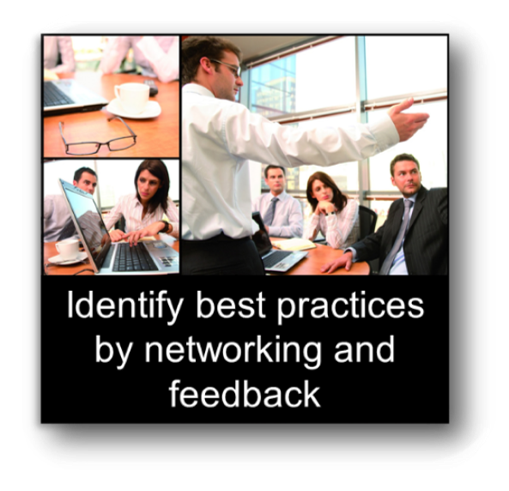 Identify best practices
by networking and
feedback